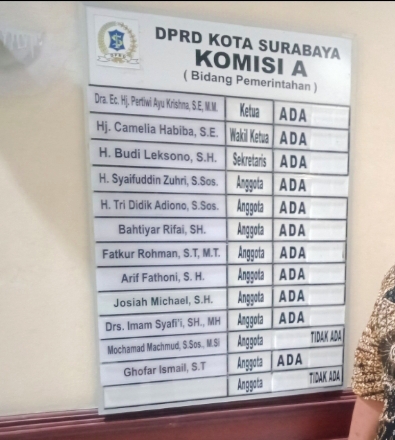 DPRD KOTA SURABAYA
KOMISI A
( Bidang Pemerintahan )
Dra. Ec. Hj. Pertiwi Ayu Krishna, S.E, M.M. Ketua ADA
Hj. Camelia Habiba, S.E. Wakil Ketua ADA
H. Budi Leksono, S.H. Sekretaris ADA
H. Syaifuddin Zuhri, S.Sos. Anggota ADA
H. Tri Didik Adiono, S.Sos. Anggota ADA
Bahtiyar Rifai, SH. Anggota ADA
Fatkur Rohman, S.T, M.T. Anggota ADA
Arif Fathoni, S. H. Anggota ADA
Josiah Michael, S.H. Anggota ADA
Drs. Imam Syafi'i, SH., MH Anggota ADA
Mochamad Machmud, S.Sos., M.Si Anggota TIDAK ADA
Ghofar Ismail, S.T Anggota ADA
Anggota TIDAK ADA